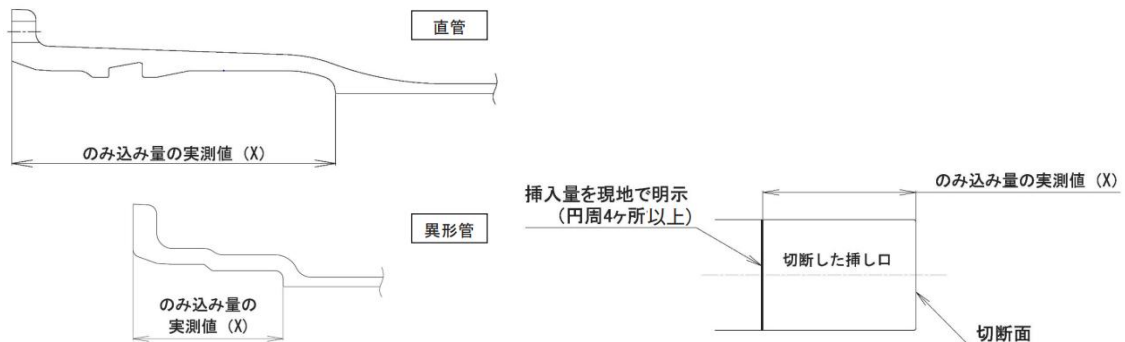 直管
のみ込み量の実測値（X）
異形管
のみ込み量の
実測値（X）
のみ込み量の実測値（X）
挿入量を現地で明示
（円周4ヶ所以上）
切断した挿し口
切断面